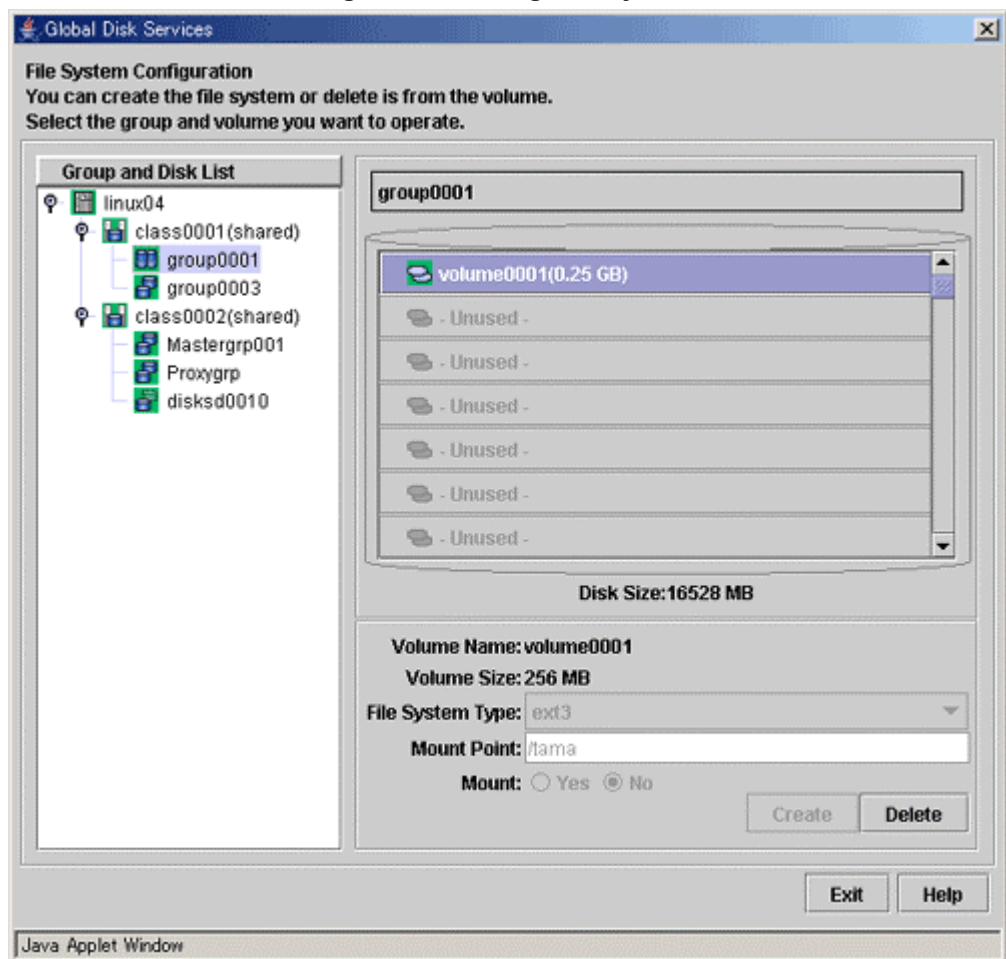 Global Disk Services
File System Configuration
You can create the file system or delete is from the volume.
Select the group and volume you want to operate.
Group and Disk List
linux04
class0001(shared)
group0001
group0003
class0002(shared)
Mastergrp001
Proxygrp
disksd0010
group0001
volume0001(0.25 GB)
- Unused -
- Unused -
- Unused -
- Unused -
- Unused -
- Unused -
Disk Size:16528 MB
Volume Name: volume0001
Volume Size: 256 MB
File System Type: ext3
Mount Point: /tama
Mount: Yes No
Create Delete
Exit Help
Java Applet Window